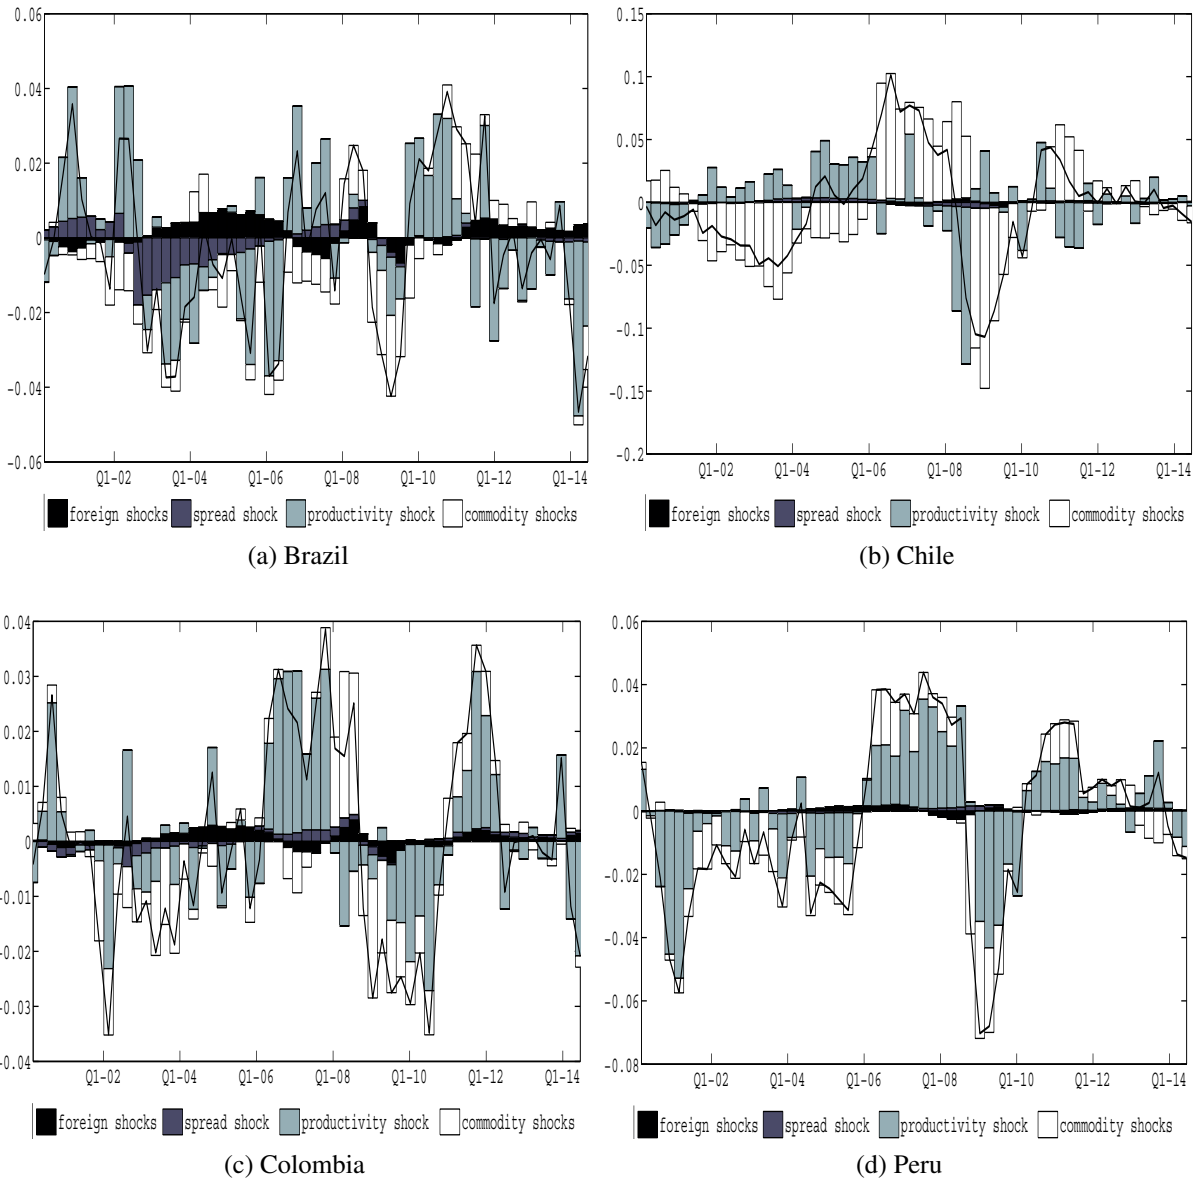 0.06
0.04
0.02
0
-0.02
-0.04
-0.06
Q1-02 Q1-04 Q1-06 Q1-08 Q1-10 Q1-12 Q1-14
foreign shocks spread shock productivity shock commodity shocks
(a) Brazil
0.15
0.1
0.05
0
-0.05
-0.1
-0.15
-0.2
Q1-02 Q1-04 Q1-06 Q1-08 Q1-10 Q1-12 Q1-14
foreign shocks spread shock productivity shock commodity shocks
(b) Chile
0.04
0.03
0.02
0.01
0
-0.01
-0.02
-0.03
-0.04
Q1-02 Q1-04 Q1-06 Q1-08 Q1-10 Q1-12 Q1-14
foreign shocks spread shock productivity shock commodity shocks
(c) Colombia
0.06
0.04
0.02
0
-0.02
-0.04
-0.06
-0.08
Q1-02 Q1-04 Q1-06 Q1-08 Q1-10 Q1-12 Q1-14
foreign shocks spread shock productivity shock commodity shocks
(d) Peru